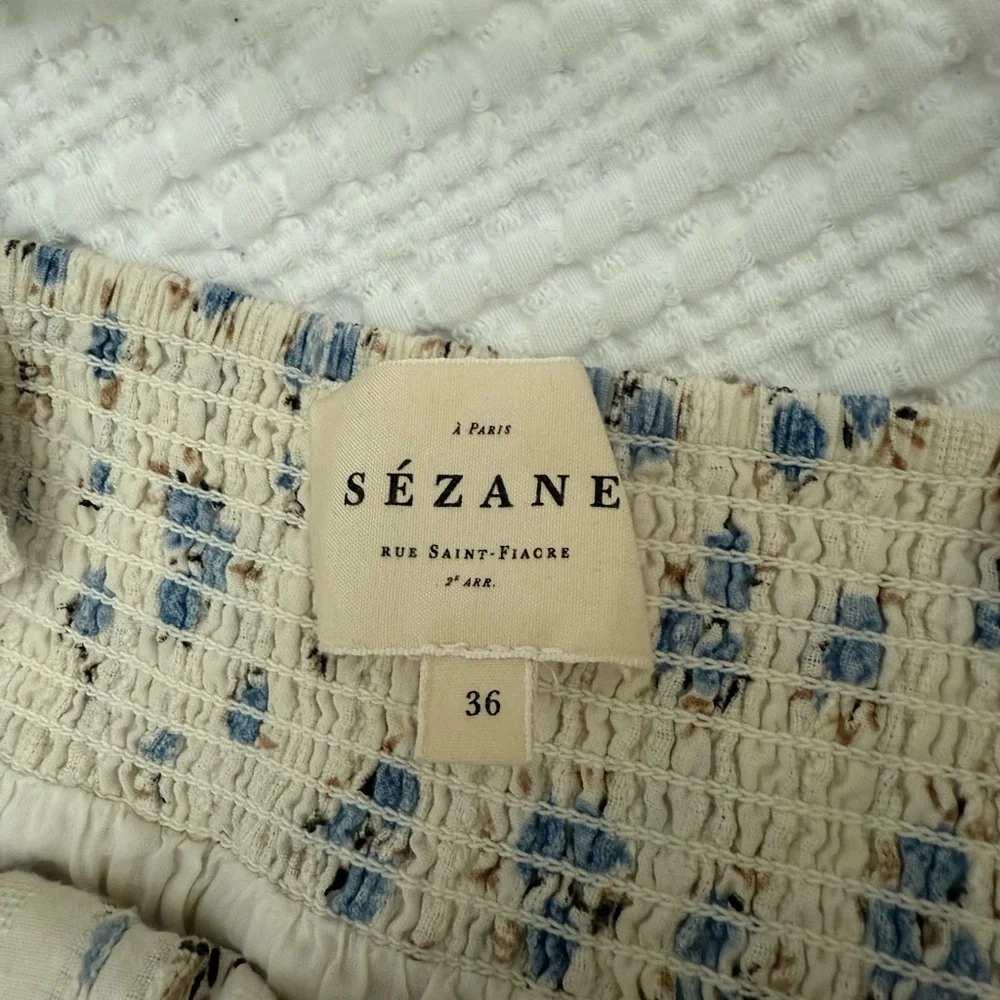 À PARIS
SÉZANE
RUE SAINT-FIACRE
2E ARR.
36